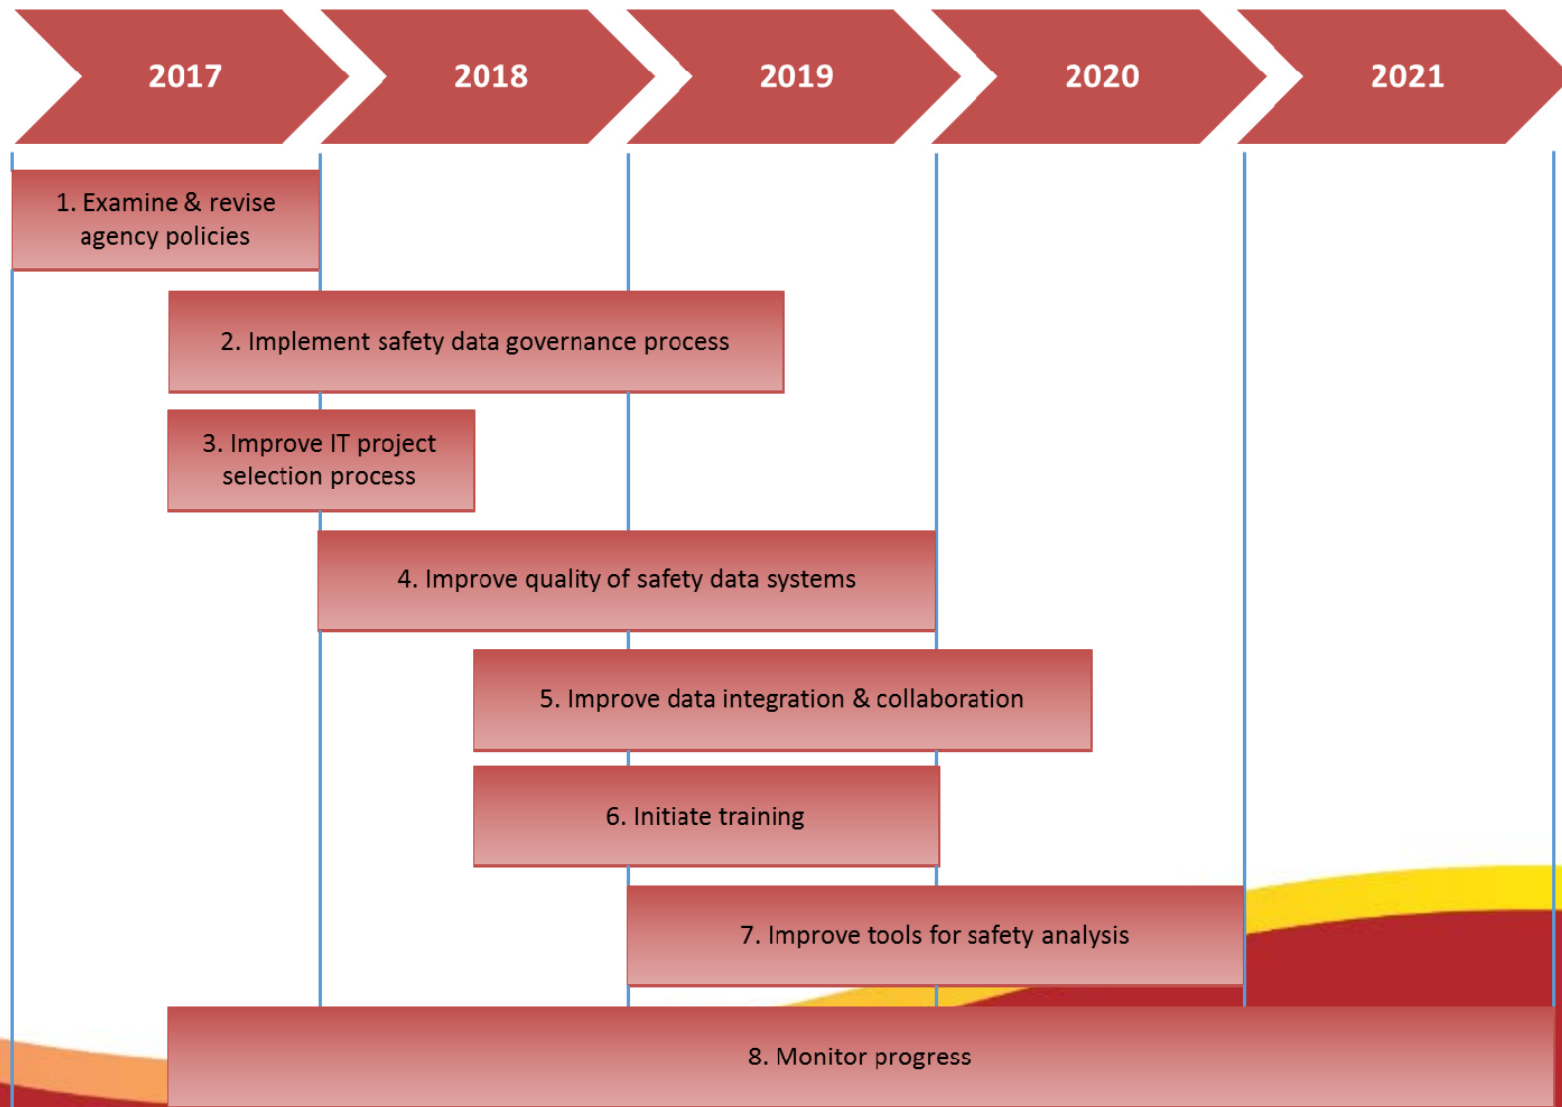 2017
2018
2019
2020
2021
1. Examine & revise
agency policies
2. Implement safety data governance process
3. Improve IT project
selection process
4. Improve quality of safety data systems
5. Improve data integration & collaboration
6. Initiate training
7. Improve tools for safety analysis
8. Monitor progress